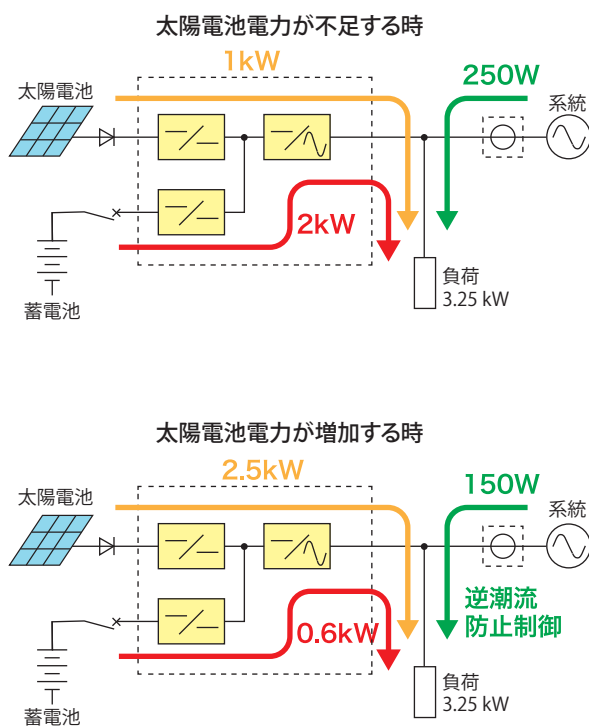 太陽電池電力が不足する時
1kW
250W
太陽電池
系統
2kW
負荷
3.25 kW
蓄電池
太陽電池電力が増加する時
2.5kW
150W
太陽電池
系統
逆潮流
防止制御
0.6kW
負荷
3.25 kW
蓄電池